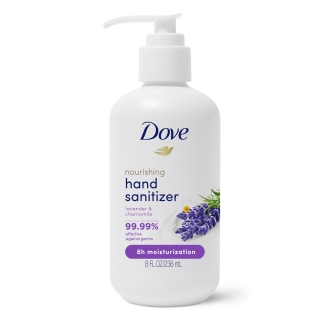 Dove
nourishing
hand
sanitizer
lavender &
chamomile
99.99%
effective
against germs
8h moisturization
8 FL OZ/236 mL